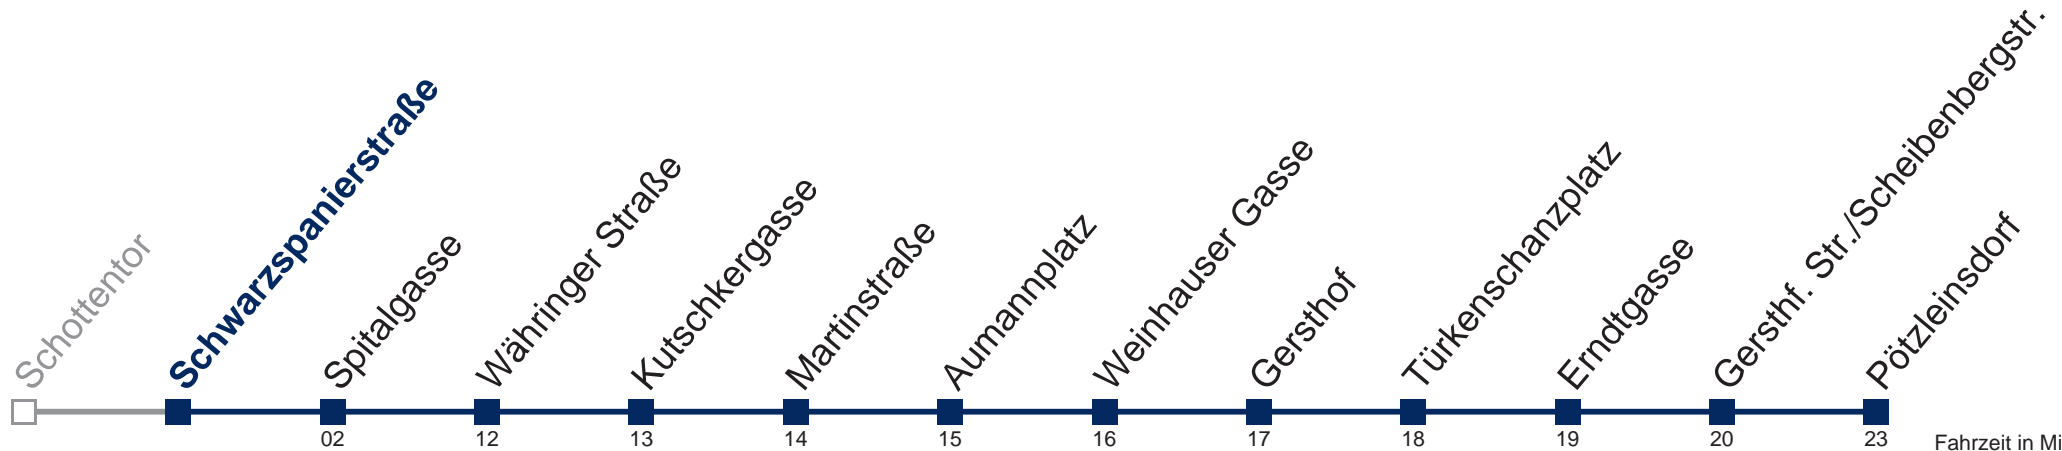 Schottentor
Schwarzspanierstraße
Spitalgasse
Währinger Straße
Kutschkergasse
Martinstraße
Aumannplatz
Weinhauser Gasse
Gersthof
Türkenschanzplatz
Erndtgasse
Gersthf. Str./Scheibenbergstr.
Pötzleinsdorf
02 12 13 14 15 16 17 18 19 20 23
Fahrzeit in Mi